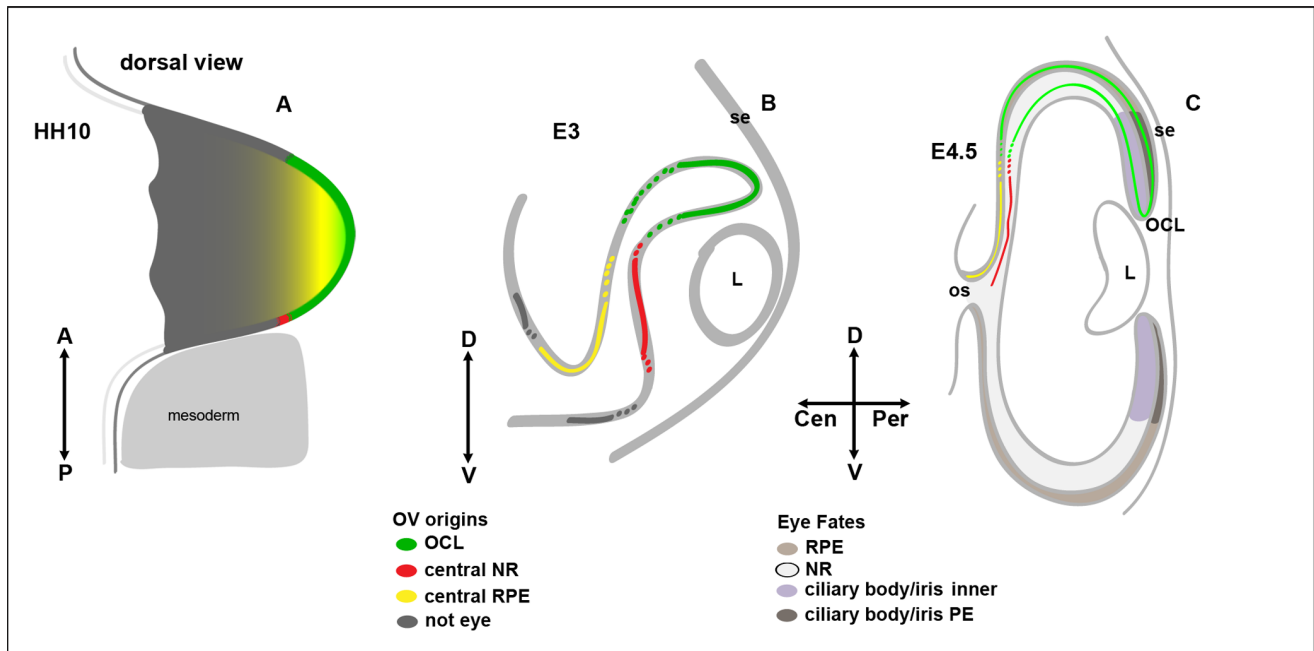 dorsal view
A
HH10
mesoderm
A
P
B
se
E3
L
D
V
C
se
E4.5
OCL
L
os
D
Cen
Per
V
OV origins
OCL
central NR
central RPE
not eye
Eye Fates
RPE
NR
ciliary body/iris inner
ciliary body/iris PE